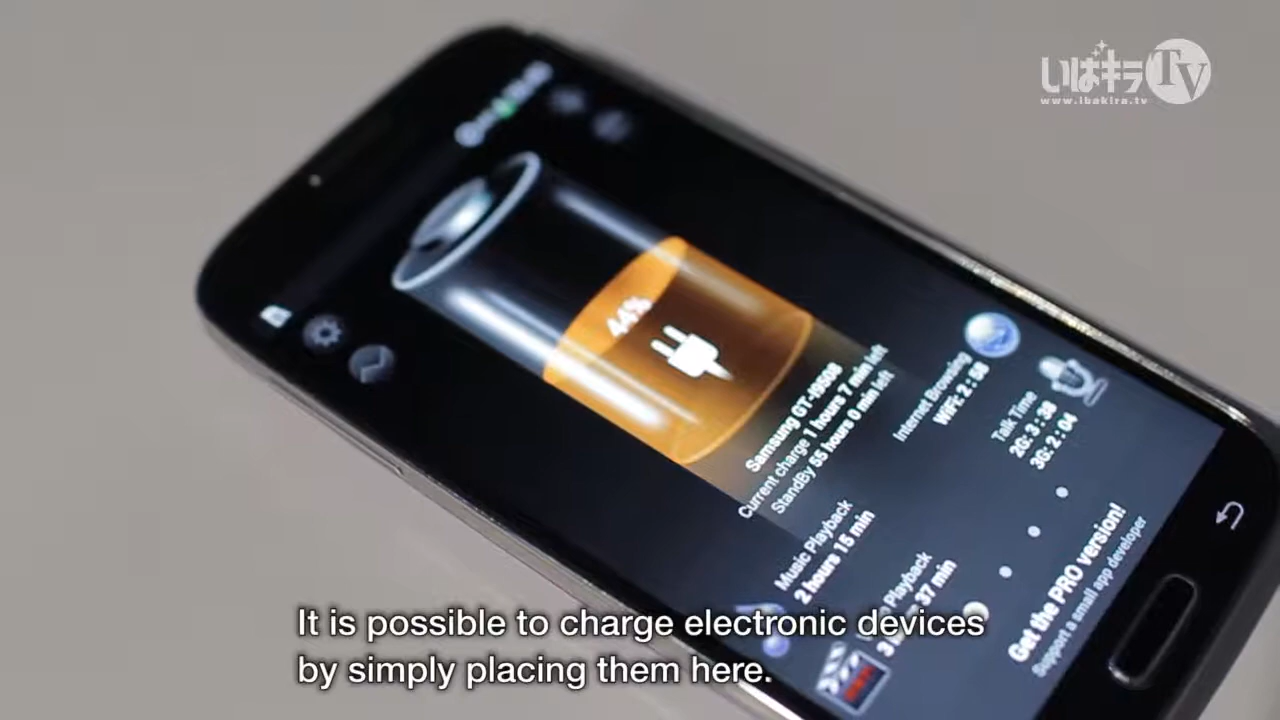 いばキラTV
www.ibakira.tv
44%
Samsung GT-I9508
Current charge 1 hours 7 min left
StandBy 55 hours 0 min left
Internet Browsing
WiFi: 2 : 58
Talk Time
2G: 3 : 38
3G: 2 : 04
Music Playback
2 hours 15 min
Playback
37 min
Get the PRO version!
Support a small app developer
It is possible to charge electronic devices
by simply placing them here.